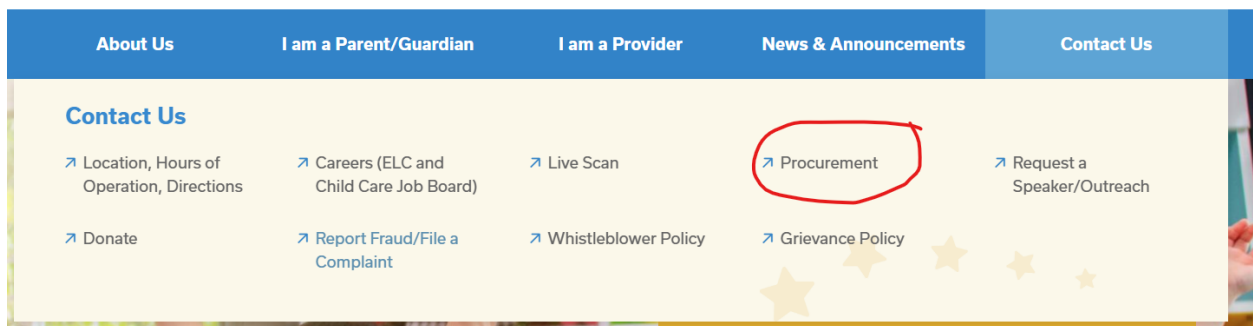 About Us
I am a Parent/Guardian
I am a Provider
News & Announcements
Contact Us
Contact Us
Location, Hours of
Operation, Directions
Careers (ELC and
Child Care Job Board)
Live Scan
Procurement
Request a
Speaker/Outreach
Donate
Report Fraud/File a
Complaint
Whistleblower Policy
Grievance Policy